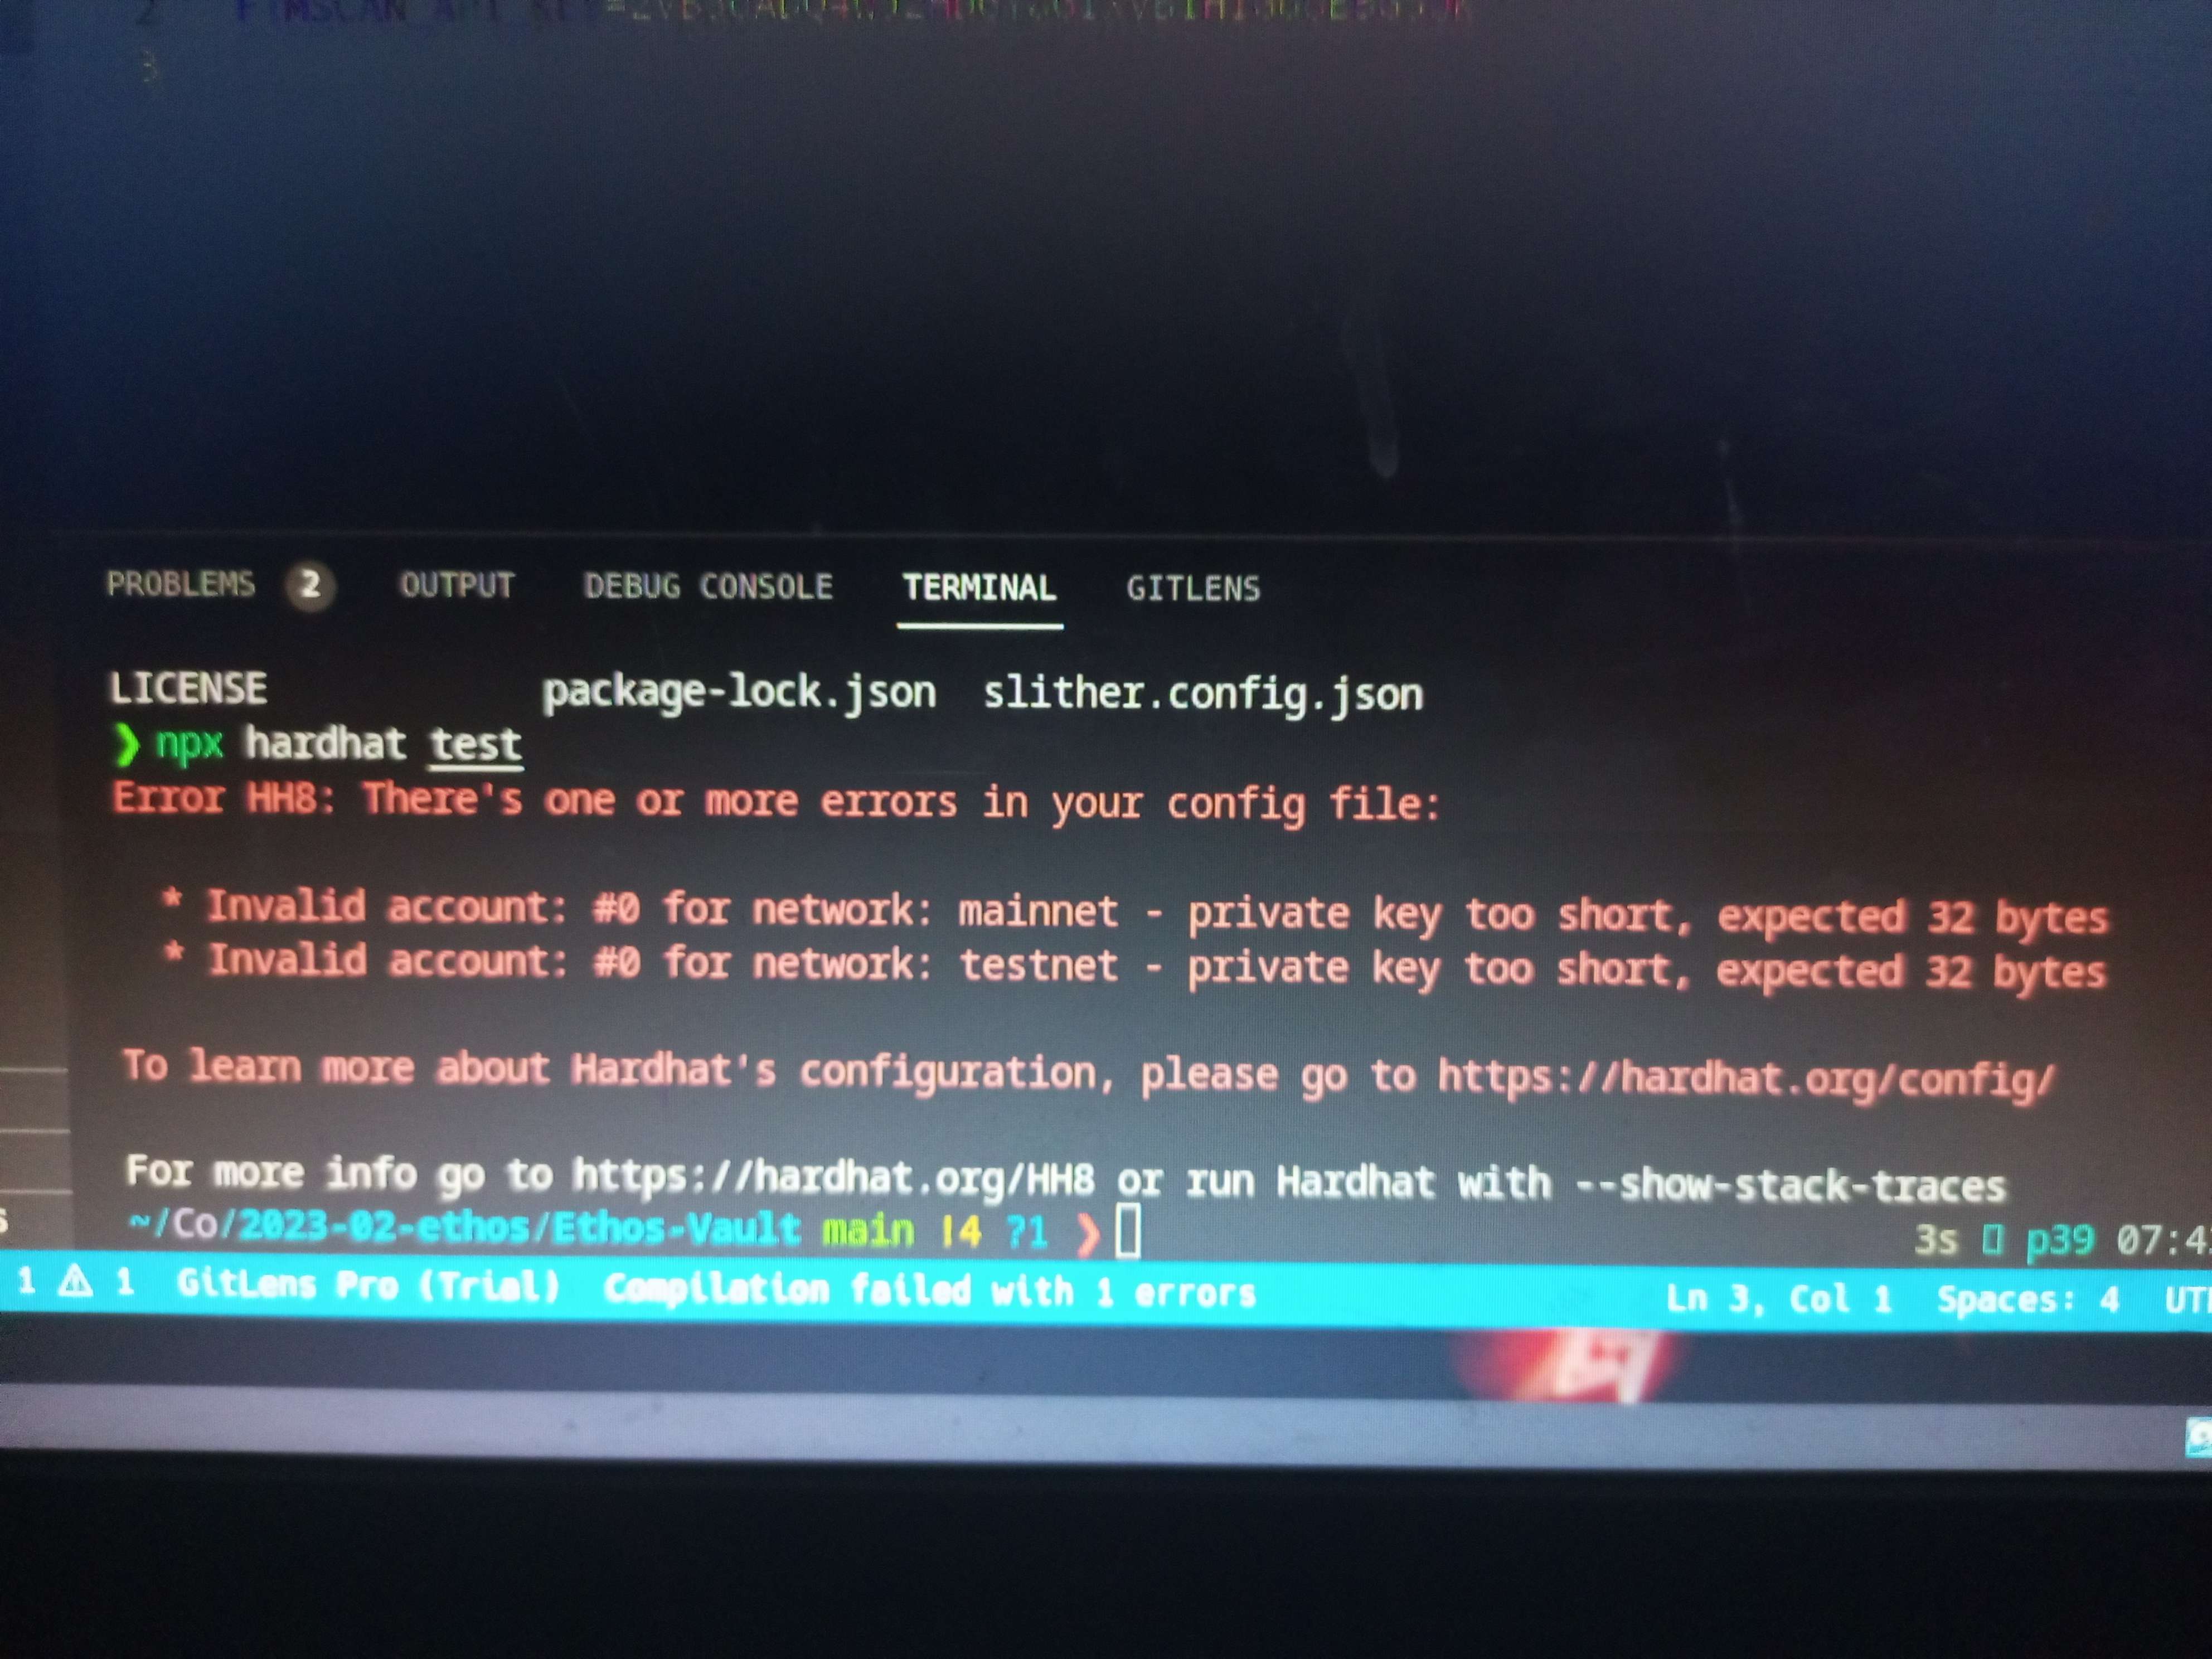 2
3
PROBLEMS 2 OUTPUT DEBUG CONSOLE TERMINAL GITLENS
LICENSE package-lock.json slither.config.json
❯ npx hardhat test
Error HH8: There's one or more errors in your config file:
* Invalid account: #0 for network: mainnet - private key too short, expected 32 bytes
* Invalid account: #0 for network: testnet - private key too short, expected 32 bytes
To learn more about Hardhat's configuration, please go to https://hardhat.org/config/
For more info go to https://hardhat.org/HH8 or run Hardhat with --show-stack-traces
~/Co/2023-02-ethos/Ethos-Vault main !4 ?1 ❯ 3s p39 07:4
1 ⚠ 1 GitLens Pro (Trial) Compilation failed with 1 errors Ln 3, Col 1 Spaces: 4